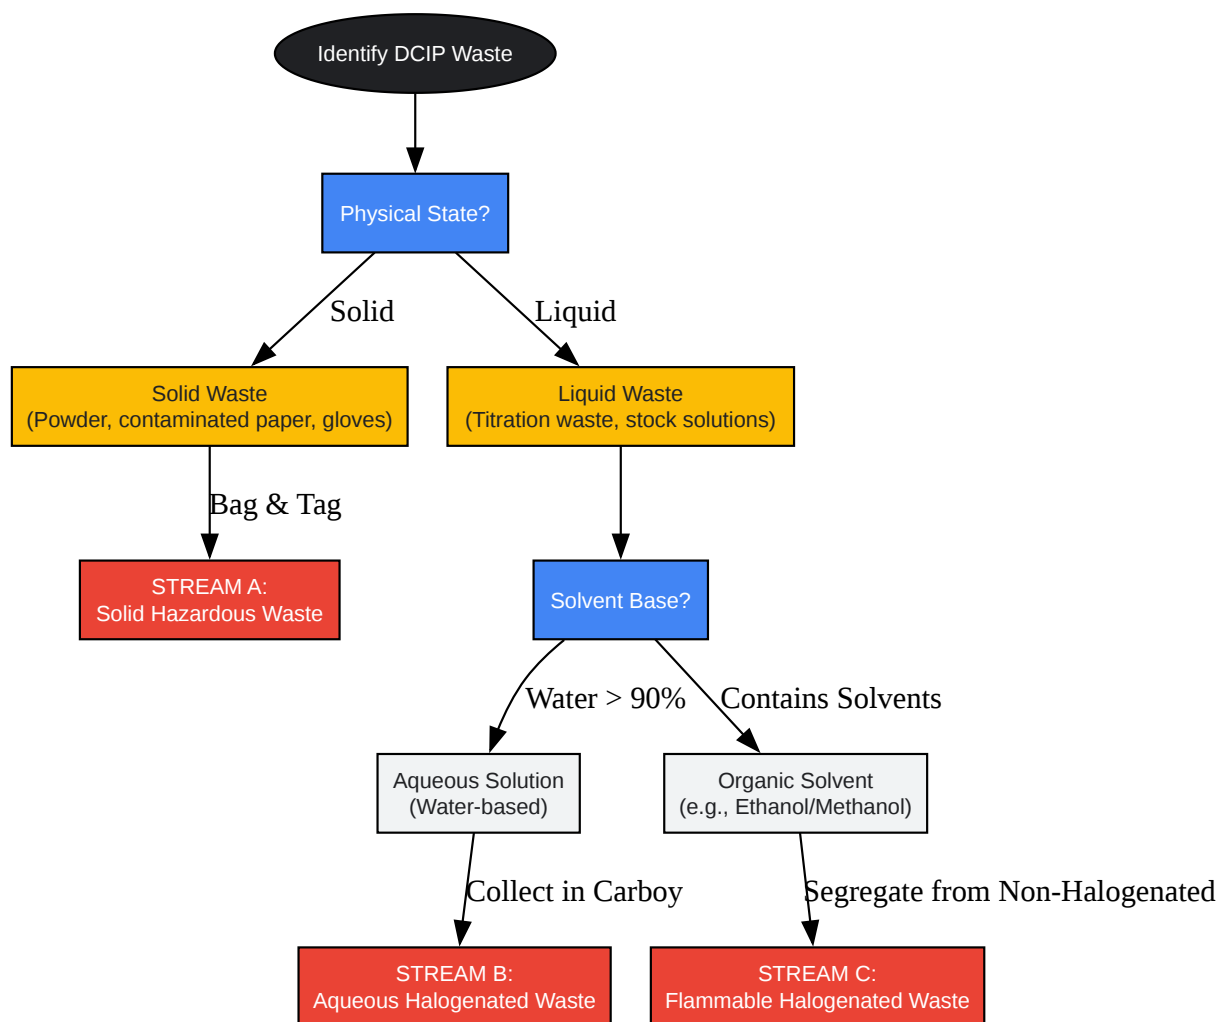 Identify DCIP Waste
Physical State?
Solid
Liquid
Solid Waste
(Powder, contaminated paper, gloves)
Liquid Waste
(Titration waste, stock solutions)
Bag & Tag
STREAM A:
Solid Hazardous Waste
Solvent Base?
Water > 90%
Contains Solvents
Aqueous Solution
(Water-based)
Organic Solvent
(e.g., Ethanol/Methanol)
Collect in Carboy
Segregate from Non-Halogenated
STREAM B:
Aqueous Halogenated Waste
STREAM C:
Flammable Halogenated Waste